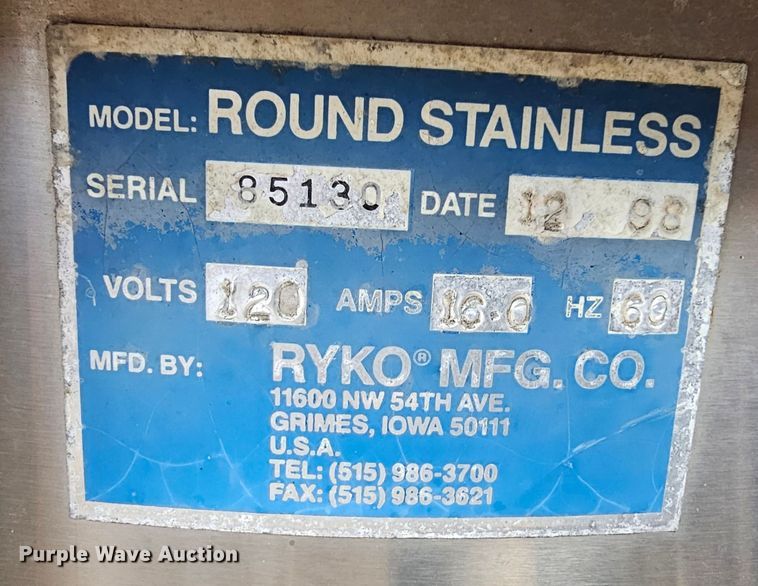 MODEL: ROUND STAINLESS
SERIAL 85130 DATE 12 98
VOLTS 120 AMPS 16.0 HZ 60
MFD. BY: RYKO® MFG. CO.
11600 NW 54TH AVE.
GRIMES, IOWA 50111
U.S.A.
TEL: (515) 986-3700
FAX: (515) 986-3621
Purple Wave Auction